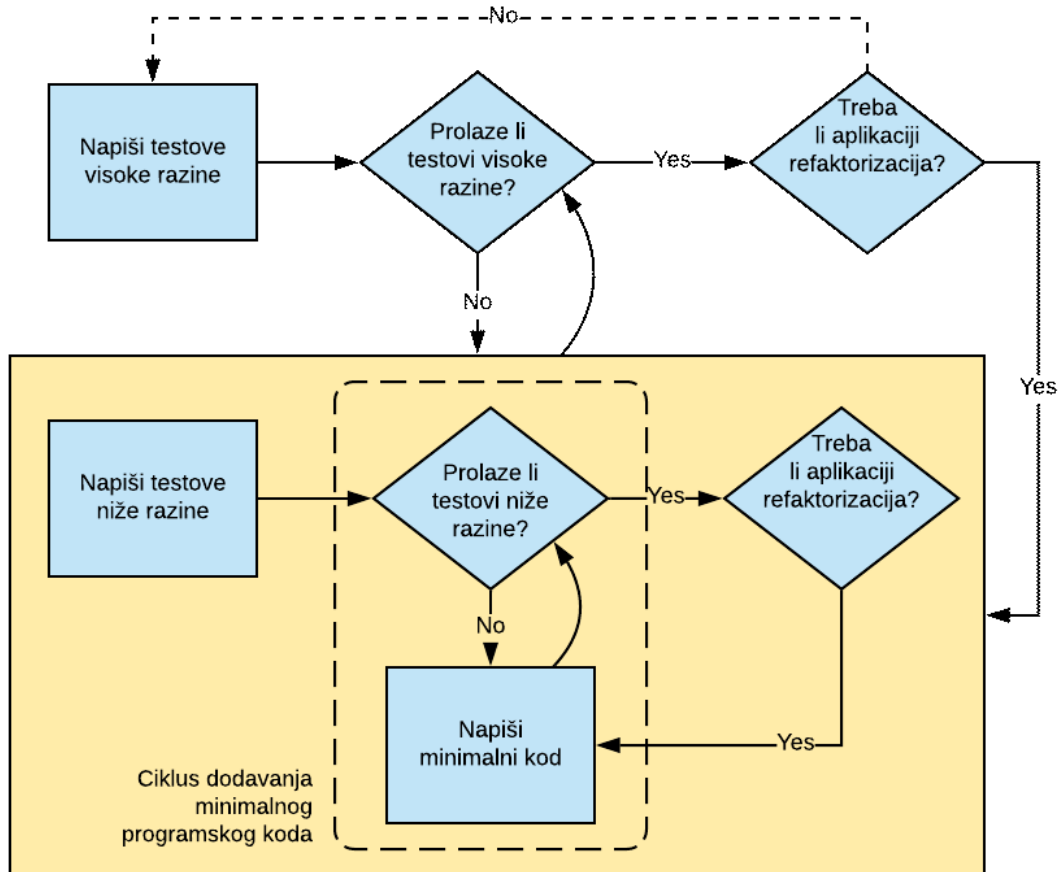 No
Napiši testove
visoke razine
Prolaze li
testovi visoke
razine?
Yes
Treba
li aplikaciji
refaktorizacija?
No
Yes
Napiši testove
niže razine
Prolaze li
testovi niže
razine?
Yes
Treba
li aplikaciji
refaktorizacija?
No
Napiši
minimalni kod
Yes
Ciklus dodavanja
minimalnog
programskog koda